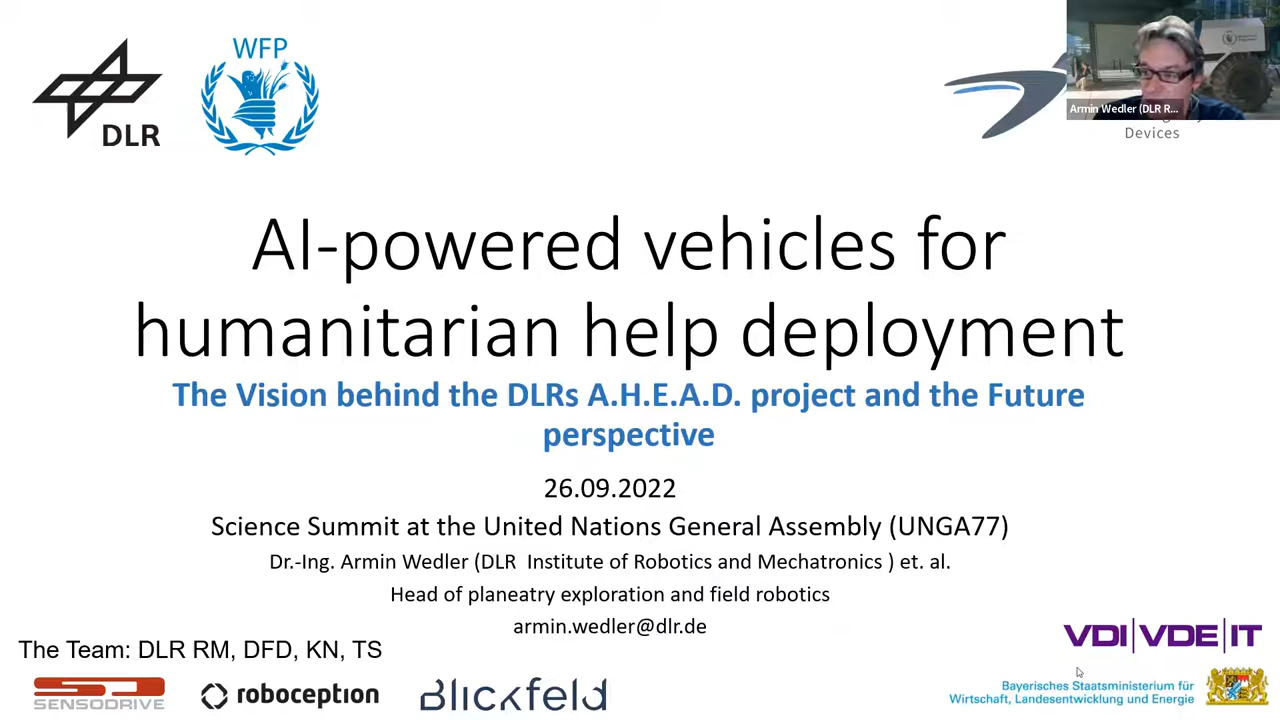 DLR
WFP
Armin Wedler (DLR R...
Devices
AI-powered vehicles for
humanitarian help deployment
The Vision behind the DLRs A.H.E.A.D. project and the Future
perspective
26.09.2022
Science Summit at the United Nations General Assembly (UNGA77)
Dr.-Ing. Armin Wedler (DLR Institute of Robotics and Mechatronics ) et. al.
Head of planeatry exploration and field robotics
armin.wedler@dlr.de
The Team: DLR RM, DFD, KN, TS
SENSODRIVE
roboception
Blickfeld
VDI|VDE|IT
Bayerisches Staatsministerium für
Wirtschaft, Landesentwicklung und Energie